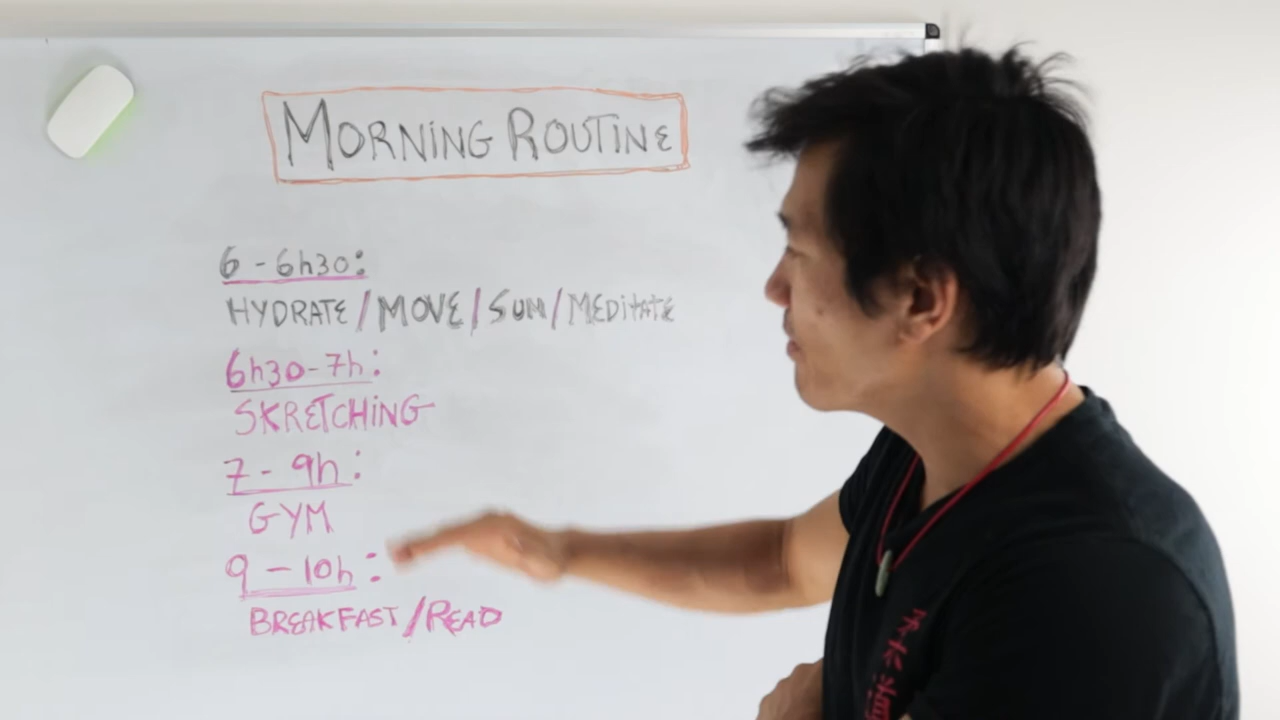 MORNING ROUTINE
6 - 6h30:
HYDRATE / MOVE / SUN / MEDITATE
6h30-7h:
SKRETCHING
7 - 9h:
GYM
9 - 10h:
BREAKFAST / READ